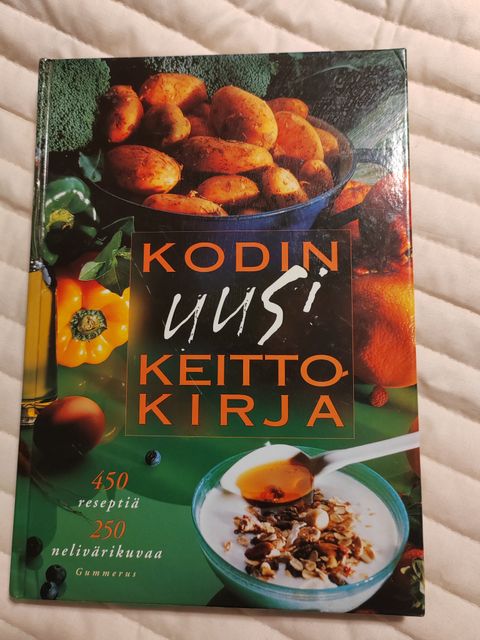 KODIN
uusi
KEITTO-
KIRJA
450
reseptiä
250
nelivärikuvaa
Gummerus